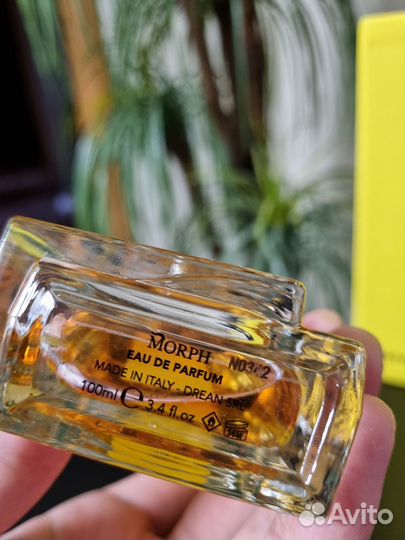 MORPH
EAU DE PARFUM
MADE IN ITALY - DREAN SRL
100ml ℮ 3.4 fl.oz
Avito